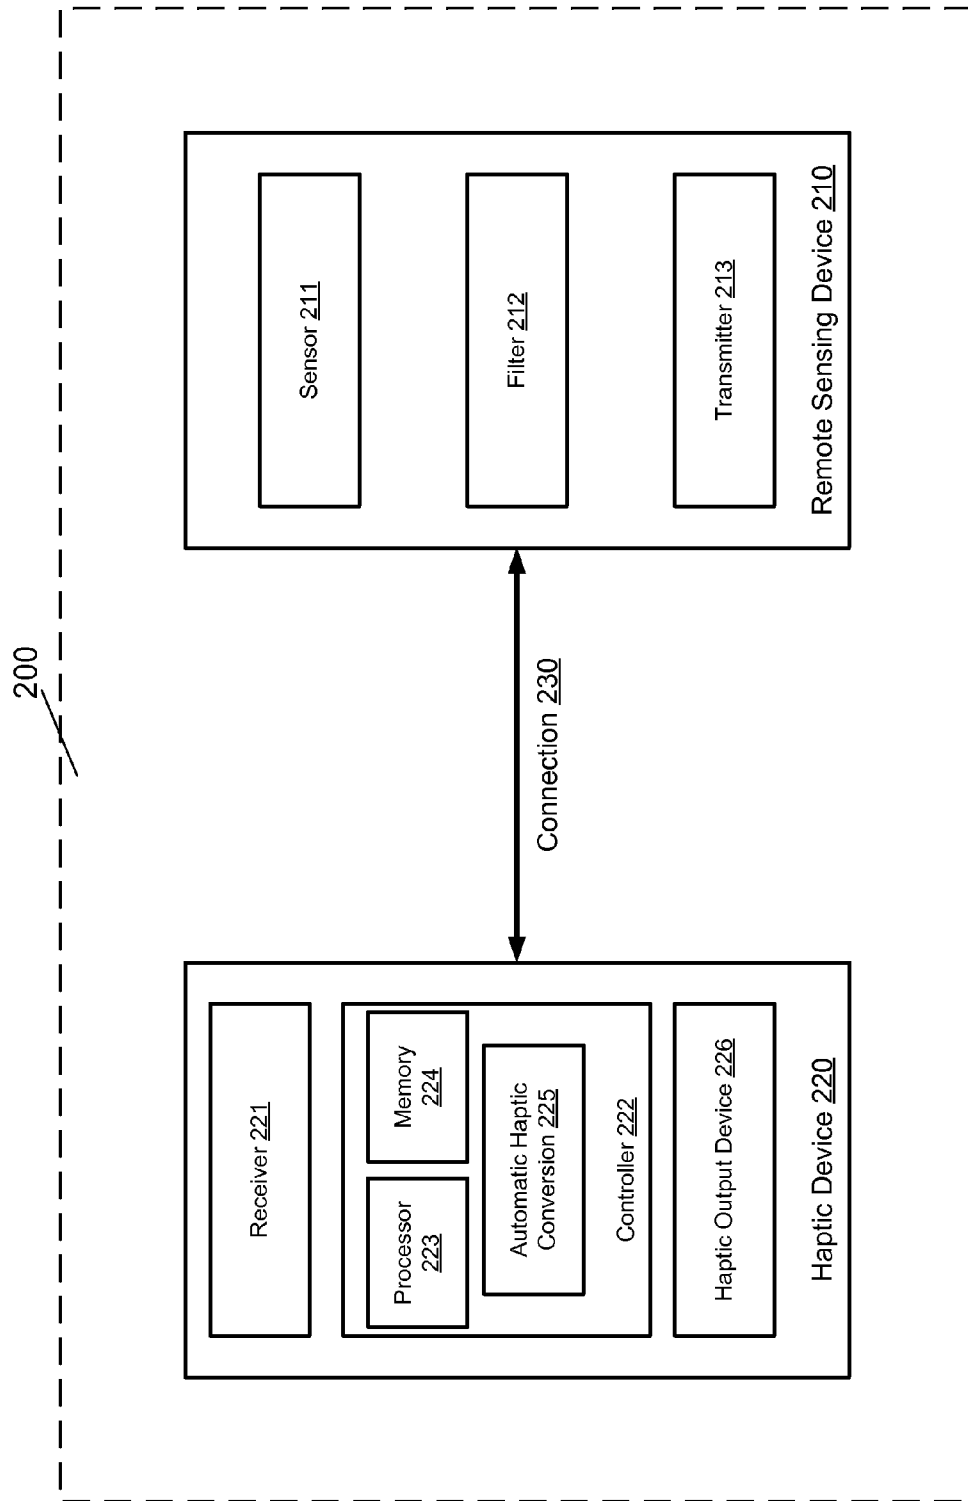 200
Receiver 221
Processor
223
Memory
224
Automatic Haptic
Conversion 225
Controller 222
Haptic Output Device 226
Haptic Device 220
Connection 230
Sensor 211
Filter 212
Transmitter 213
Remote Sensing Device 210